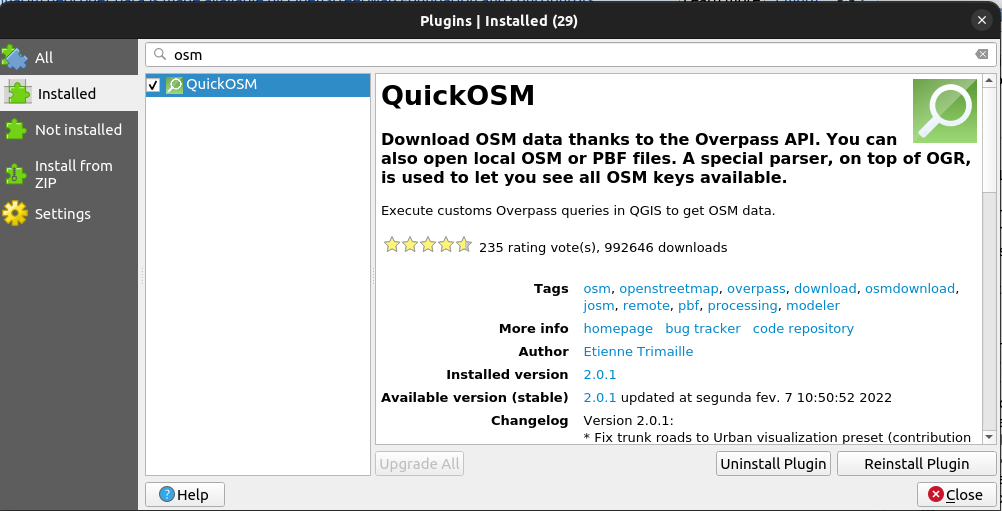 Plugins | Installed (29)
All
Installed
Not installed
Install from
ZIP
Settings
osm
QuickOSM
QuickOSM
Download OSM data thanks to the Overpass API. You can
also open local OSM or PBF files. A special parser, on top of OGR,
is used to let you see all OSM keys available.
Execute customs Overpass queries in QGIS to get OSM data.
235 rating vote(s), 992646 downloads
Tags osm, openstreetmap, overpass, download, osmdownload,
josm, remote, pbf, processing, modeler
More info homepage bug tracker code repository
Author Etienne Trimaille
Installed version 2.0.1
Available version (stable) 2.0.1 updated at segunda fev. 7 10:50:52 2022
Changelog Version 2.0.1:
* Fix trunk roads to Urban visualization preset (contribution
Upgrade All
Uninstall Plugin
Reinstall Plugin
Help
Close